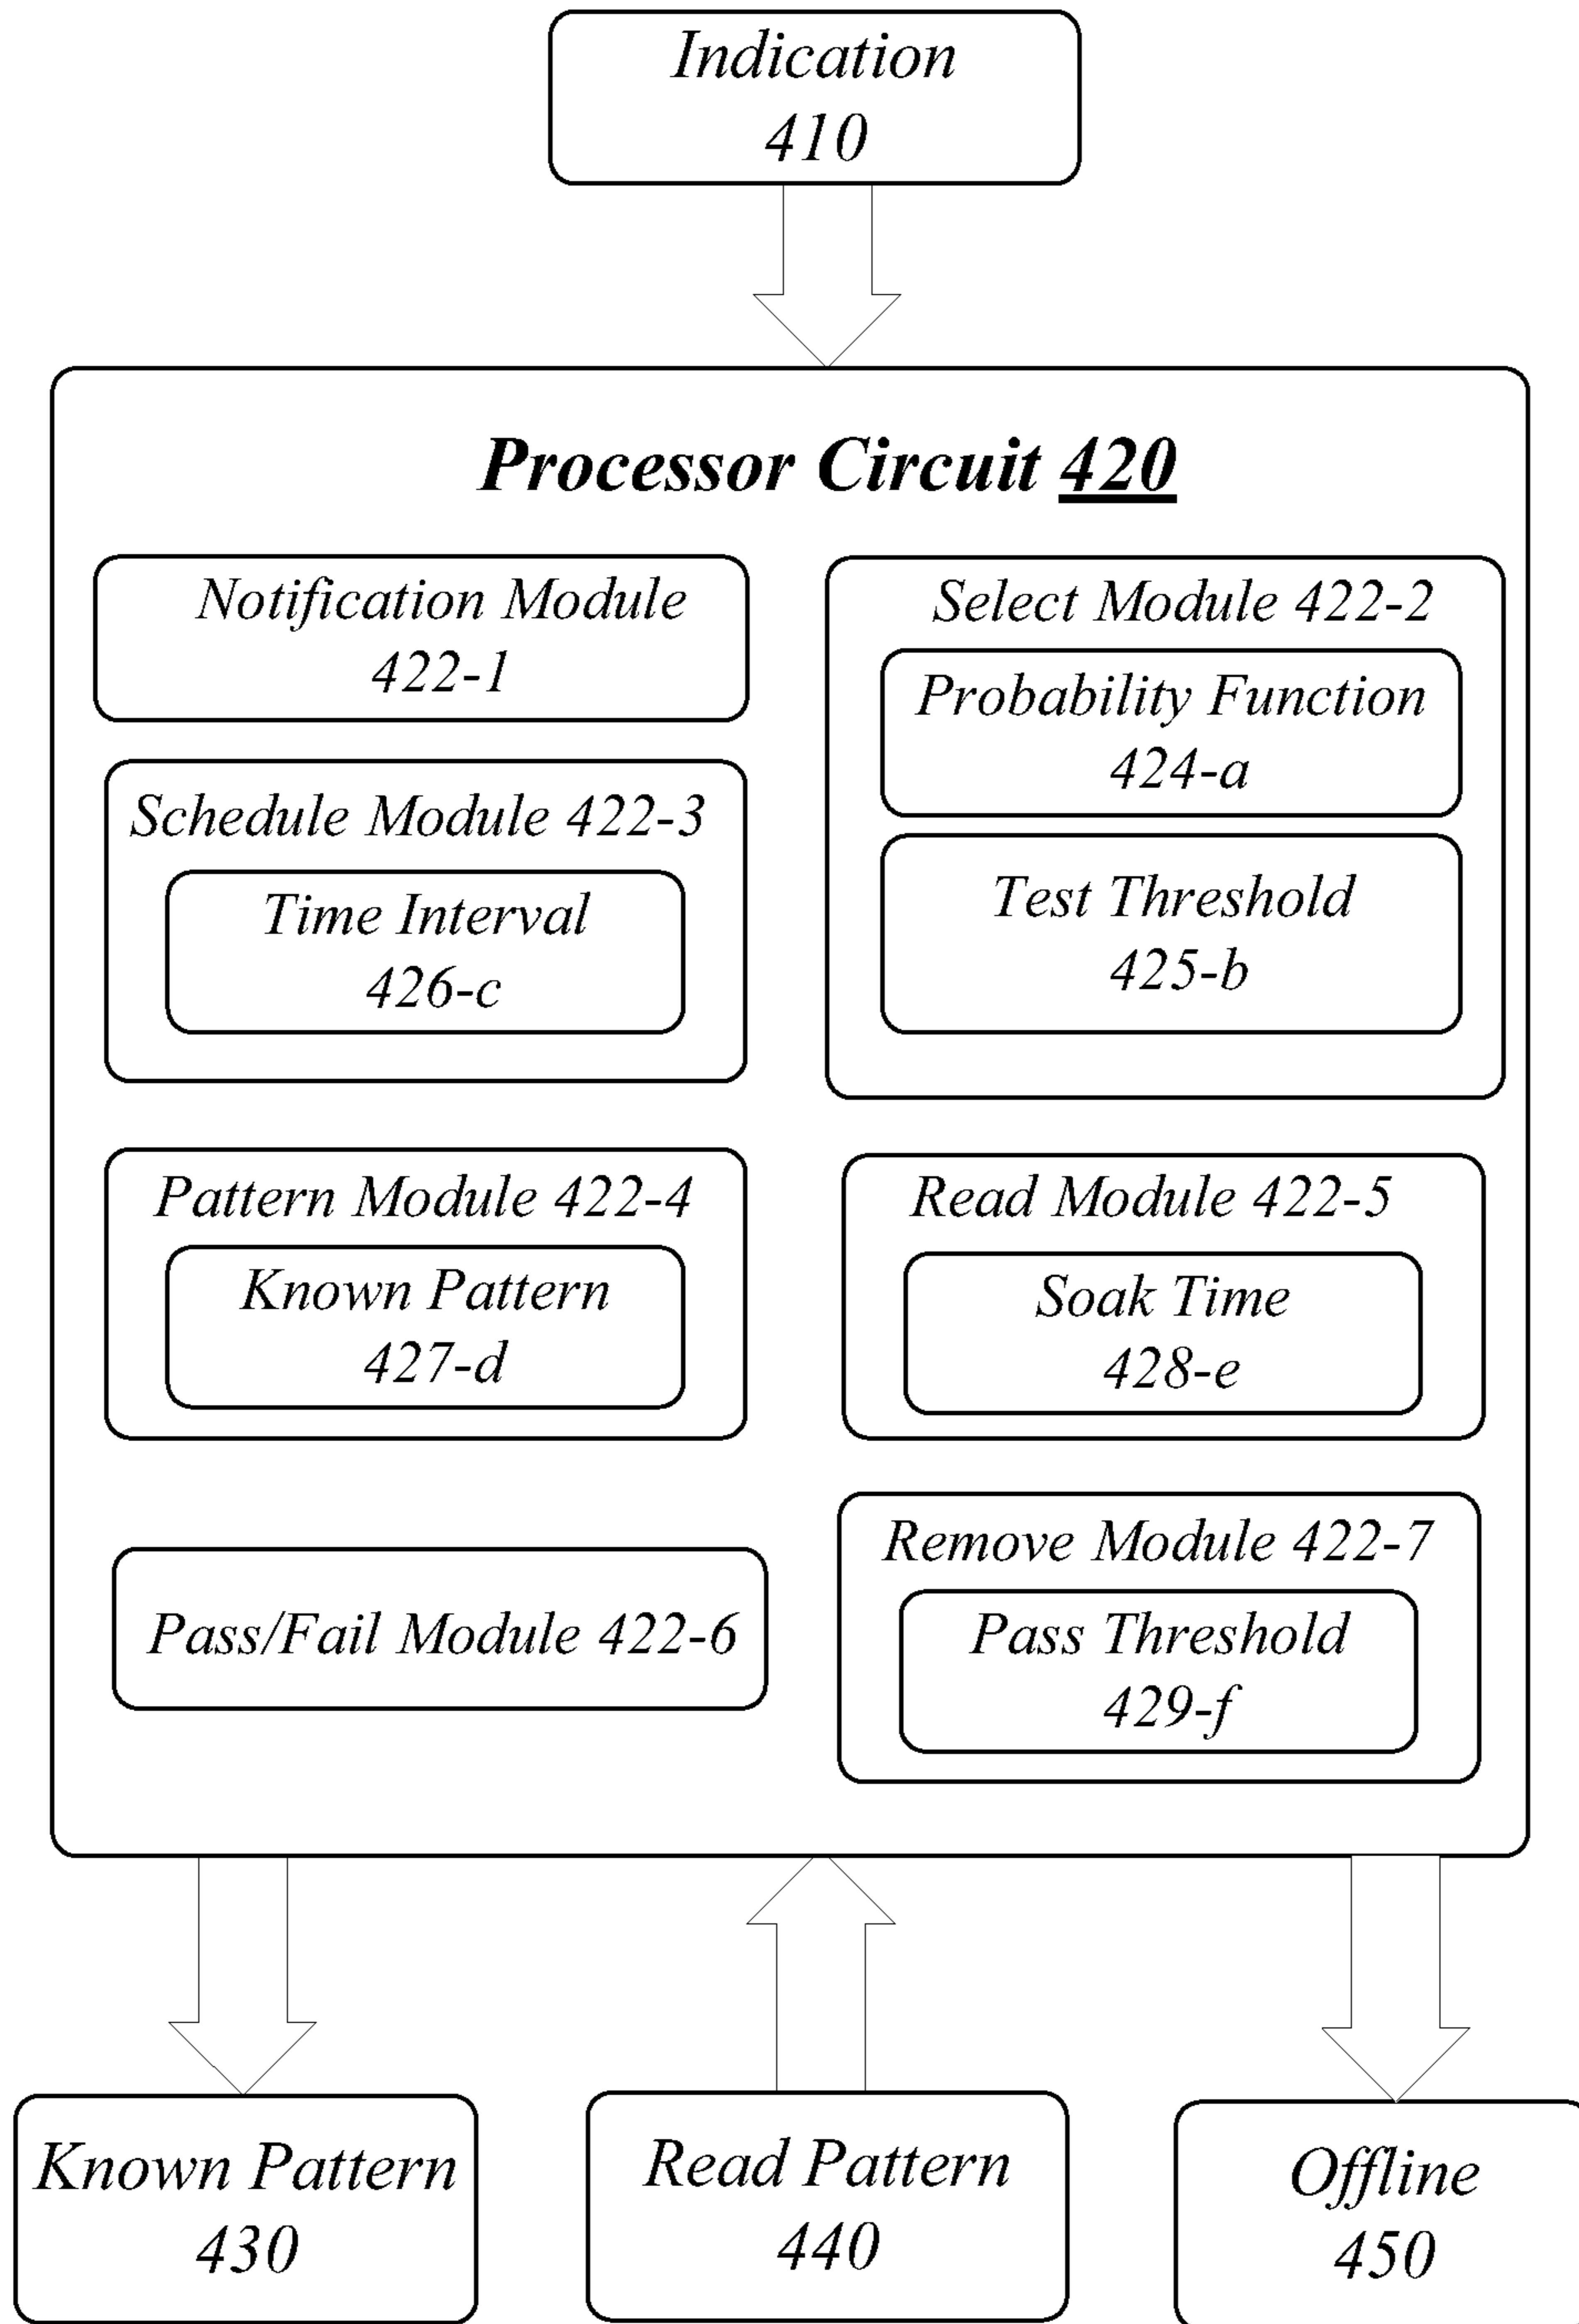 Indication
410
Processor Circuit 420
Notification Module
422-1
Select Module 422-2
Probability Function
424-a
Test Threshold
425-b
Schedule Module 422-3
Time Interval
426-c
Pattern Module 422-4
Known Pattern
427-d
Read Module 422-5
Soak Time
428-e
Pass/Fail Module 422-6
Remove Module 422-7
Pass Threshold
429-f
Known Pattern
430
Read Pattern
440
Offline
450